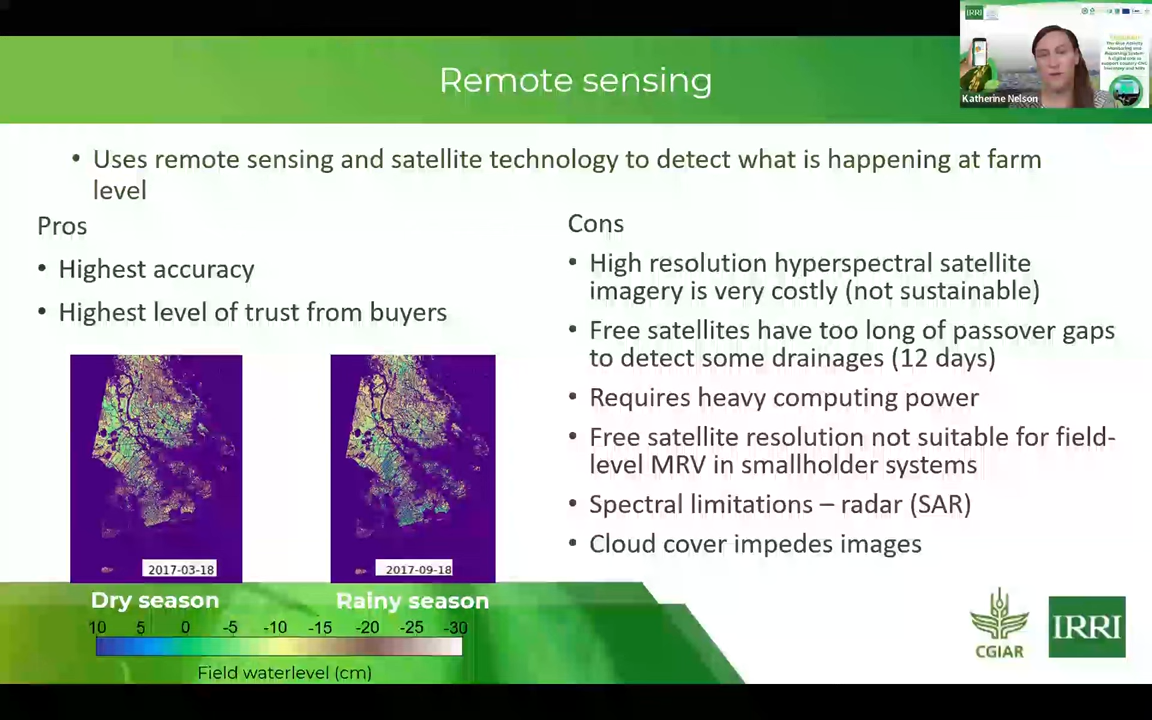 Remote sensing
IRRI
Katherine Nelson
• Uses remote sensing and satellite technology to detect what is happening at farm
level
Pros
• Highest accuracy
• Highest level of trust from buyers
2017-03-18
2017-09-18
Dry season
Rainy season
10 5 0 -5 -10 -15 -20 -25 -30
Field waterlevel (cm)
Cons
• High resolution hyperspectral satellite
imagery is very costly (not sustainable)
• Free satellites have too long of passover gaps
to detect some drainages (12 days)
• Requires heavy computing power
• Free satellite resolution not suitable for field-
level MRV in smallholder systems
• Spectral limitations – radar (SAR)
• Cloud cover impedes images
CGIAR
IRRI